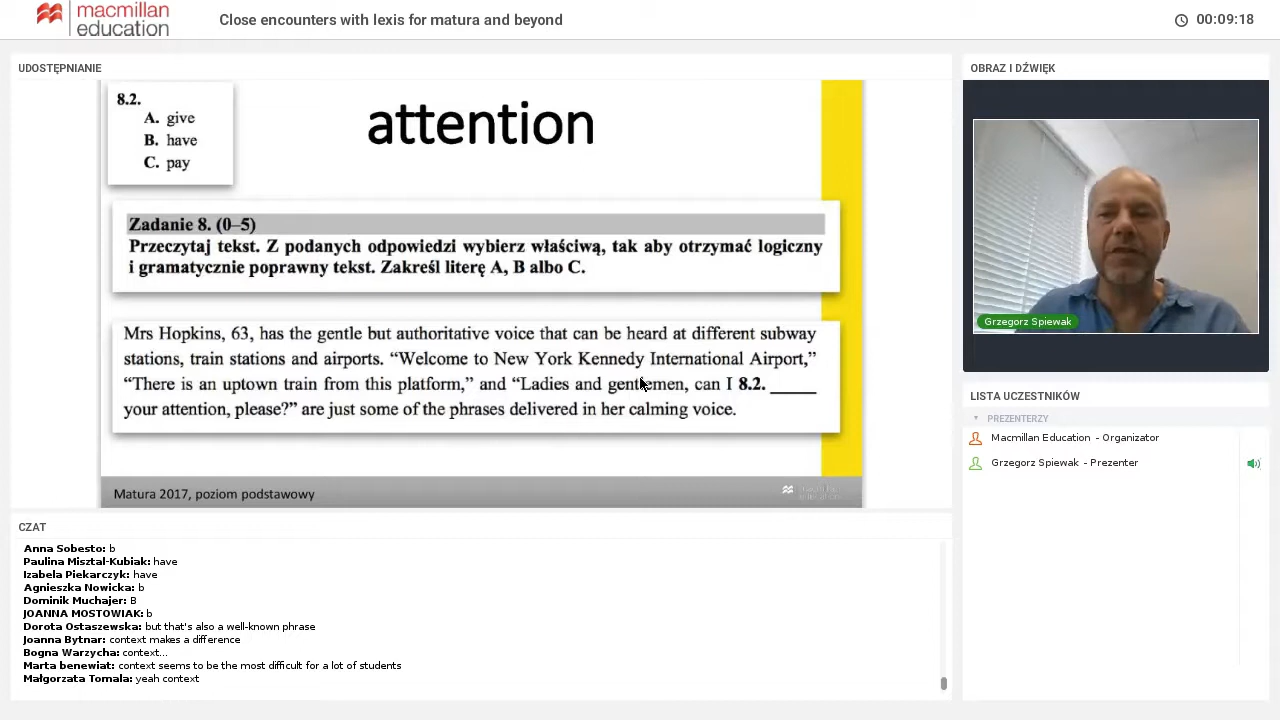 macmillan
education
Close encounters with lexis for matura and beyond
00:09:18
UDOSTĘPNIANIE
8.2.
A. give
B. have
C. pay
attention
Zadanie 8. (0–5)
Przeczytaj tekst. Z podanych odpowiedzi wybierz właściwą, tak aby otrzymać logiczny
i gramatycznie poprawny tekst. Zakreśl literę A, B albo C.
Mrs Hopkins, 63, has the gentle but authoritative voice that can be heard at different subway
stations, train stations and airports. “Welcome to New York Kennedy International Airport,”
“There is an uptown train from this platform,” and “Ladies and gentlemen, can I 8.2. _____
your attention, please?” are just some of the phrases delivered in her calming voice.
Matura 2017, poziom podstawowy
CZAT
Anna Sobesto: b
Paulina Misztal-Kubiak: have
Izabela Piekarczyk: have
Agnieszka Nowicka: b
Dominik Muchajer: B
JOANNA MOSTOWIAK: b
Dorota Ostaszewska: but that's also a well-known phrase
Joanna Bytnar: context makes a difference
Bogna Warzycha: context...
Marta benewiat: context seems to be the most difficult for a lot of students
Małgorzata Tomala: yeah context
OBRAZ I DŹWIĘK
Grzegorz Spiewak
LISTA UCZESTNIKÓW
PREZENTERZY
Macmillan Education - Organizator
Grzegorz Spiewak - Prezenter